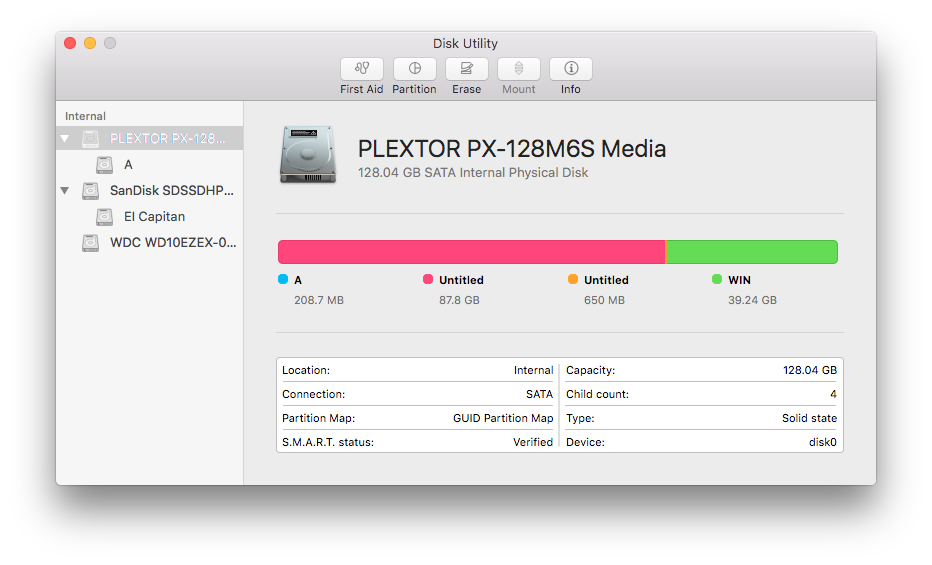 Disk Utility
First Aid Partition Erase Mount Info
Internal
PLEXTOR PX-128...
A
SanDisk SDSSDHP...
El Capitan
WDC WD10EZEX-0...
PLEXTOR PX-128M6S Media
128.04 GB SATA Internal Physical Disk
A Untitled Untitled WIN
208.7 MB 87.8 GB 650 MB 39.24 GB
Location: Internal Capacity: 128.04 GB
Connection: SATA Child count: 4
Partition Map: GUID Partition Map Type: Solid state
S.M.A.R.T. status: Verified Device: disk0